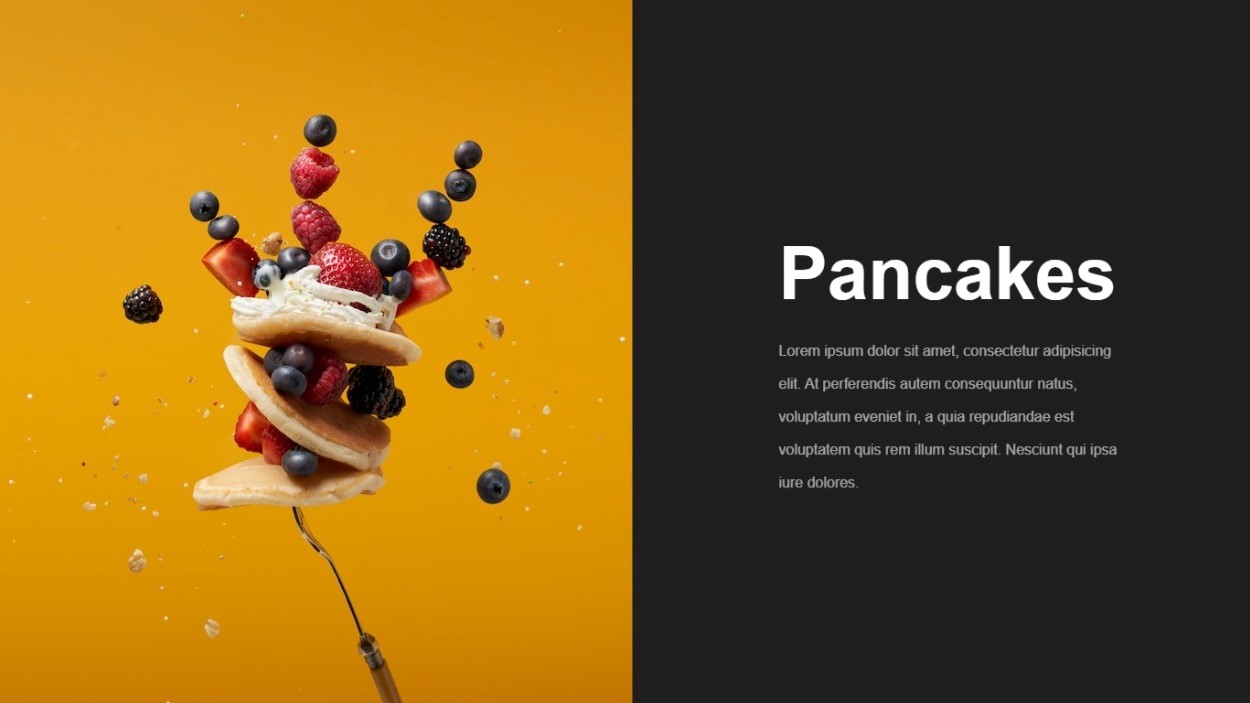 Pancakes
Lorem ipsum dolor sit amet, consectetur adipisicing
elit. At perferendis autem consequuntur natus,
voluptatum eveniet in, a quia repudiandae est
voluptatem quis rem illum suscipit. Nesciunt qui ipsa
iure dolores.